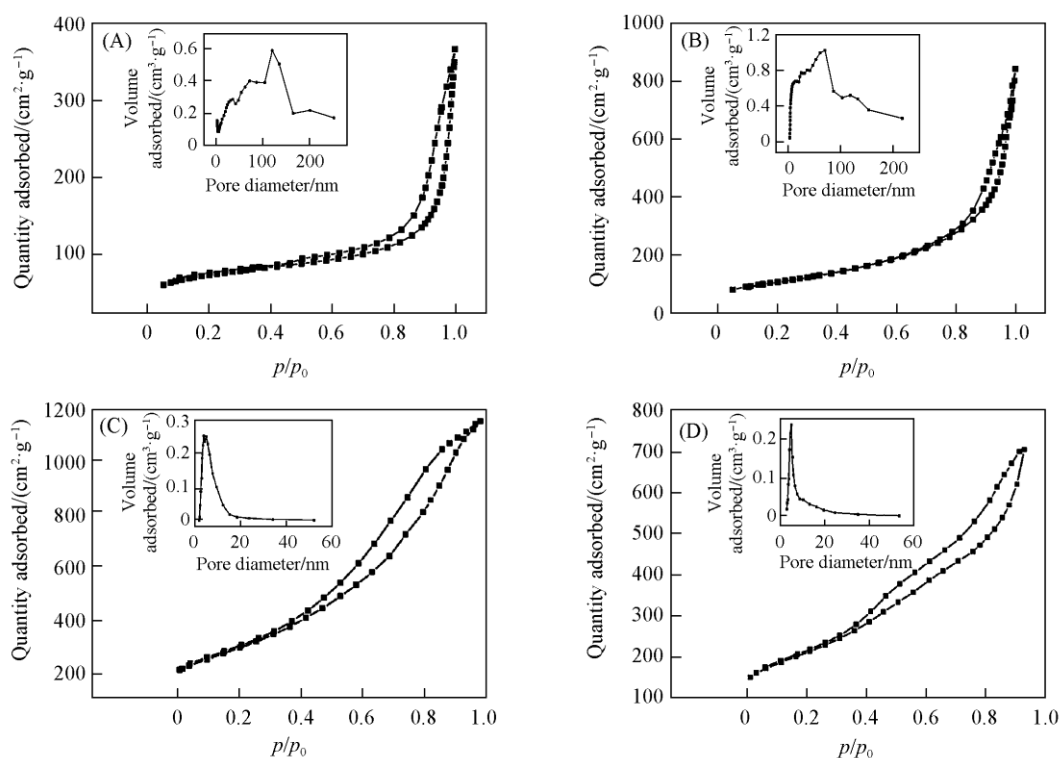 (A)
Quantity adsorbed/(cm²·g⁻¹)
400
300
200
100
0 0.2 0.4 0.6 0.8 1.0
p/p₀
Volume
adsorbed/(cm³·g⁻¹)
0.6
0.4
0.2
0
0 100 200
Pore diameter/nm
(B)
Quantity adsorbed/(cm²·g⁻¹)
1000
800
600
400
200
0
0 0.2 0.4 0.6 0.8 1.0
p/p₀
Volume
adsorbed/(cm³·g⁻¹)
1.2
0.8
0.4
0
0 100 200
Pore diameter/nm
(C)
Quantity adsorbed/(cm²·g⁻¹)
1200
1000
800
600
400
200
0 0.2 0.4 0.6 0.8 1.0
p/p₀
Volume
adsorbed/(cm³·g⁻¹)
0.3
0.2
0.1
0
0 20 40 60
Pore diameter/nm
(D)
Quantity adsorbed/(cm²·g⁻¹)
800
700
600
500
400
300
200
100
0 0.2 0.4 0.6 0.8 1.0
p/p₀
Volume
adsorbed/(cm³·g⁻¹)
0.2
0.1
0
0 20 40 60
Pore diameter/nm